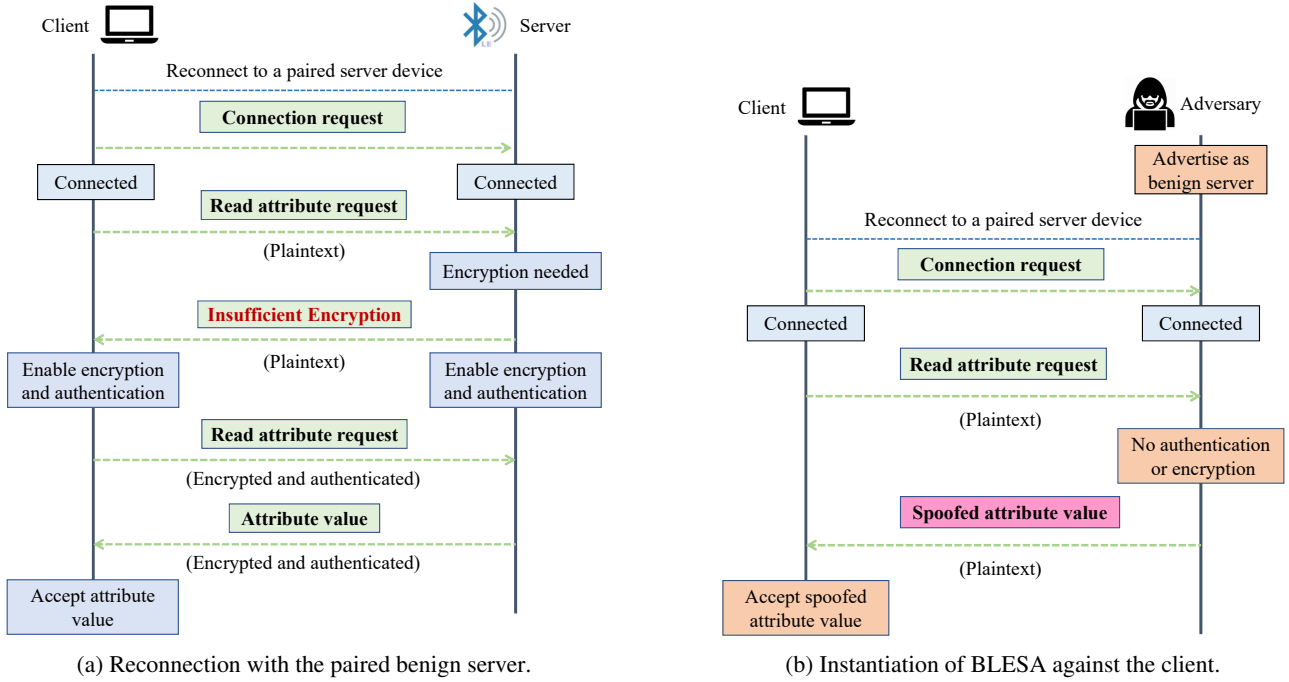 Client
Server
LE
Reconnect to a paired server device
Connection request
Connected
Connected
Read attribute request
(Plaintext)
Encryption needed
Insufficient Encryption
(Plaintext)
Enable encryption
and authentication
Enable encryption
and authentication
Read attribute request
(Encrypted and authenticated)
Attribute value
(Encrypted and authenticated)
Accept attribute
value
(a) Reconnection with the paired benign server.
Client
Adversary
Advertise as
benign server
Reconnect to a paired server device
Connection request
Connected
Connected
Read attribute request
(Plaintext)
No authentication
or encryption
Spoofed attribute value
(Plaintext)
Accept spoofed
attribute value
(b) Instantiation of BLESA against the client.